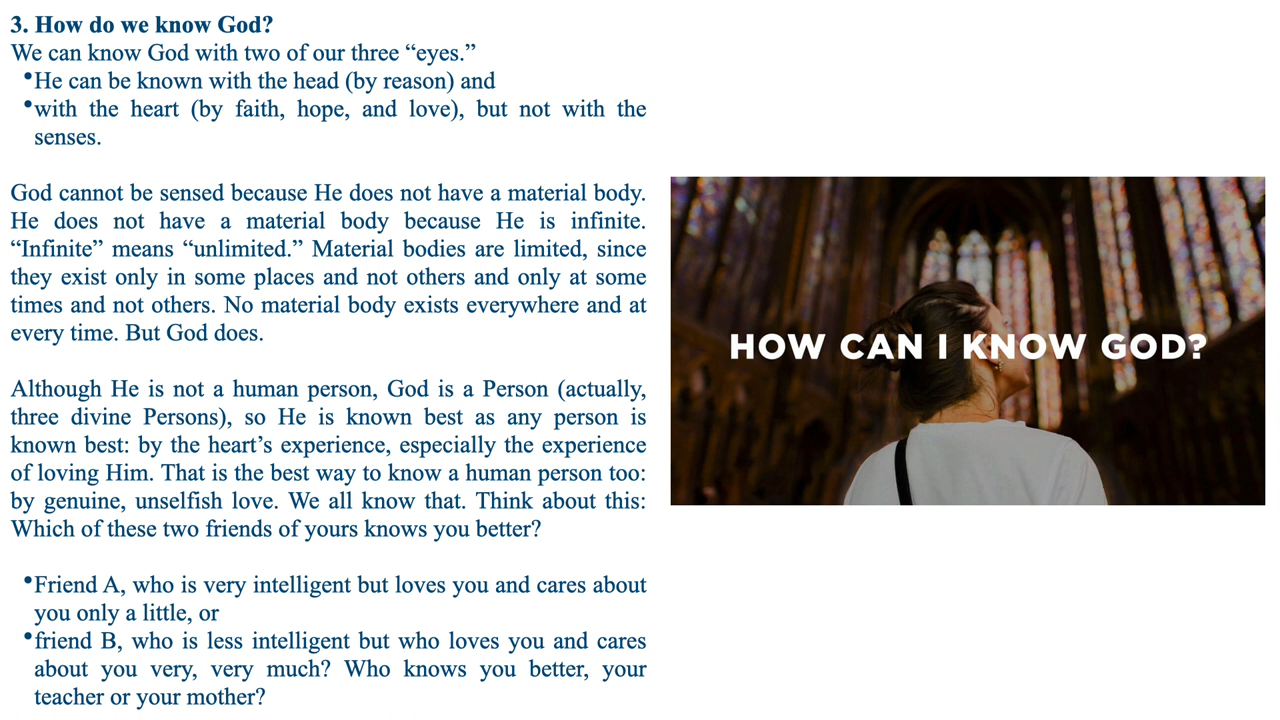 3. How do we know God?
We can know God with two of our three “eyes.”
•He can be known with the head (by reason) and
•with the heart (by faith, hope, and love), but not with the
senses.
God cannot be sensed because He does not have a material body.
He does not have a material body because He is infinite.
“Infinite” means “unlimited.” Material bodies are limited, since
they exist only in some places and not others and only at some
times and not others. No material body exists everywhere and at
every time. But God does.
Although He is not a human person, God is a Person (actually,
three divine Persons), so He is known best as any person is
known best: by the heart’s experience, especially the experience
of loving Him. That is the best way to know a human person too:
by genuine, unselfish love. We all know that. Think about this:
Which of these two friends of yours knows you better?
•Friend A, who is very intelligent but loves you and cares about
you only a little, or
•friend B, who is less intelligent but who loves you and cares
about you very, very much? Who knows you better, your
teacher or your mother?
HOW CAN I KNOW GOD?